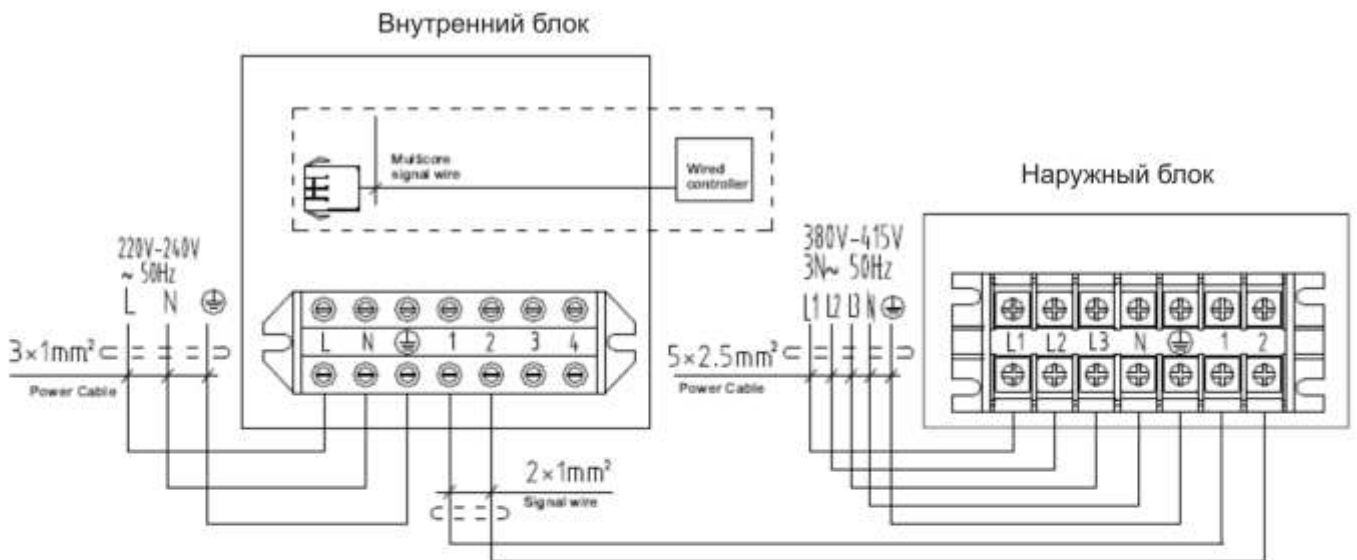 Внутренний блок
Multicore
signal wire
Wired
controller
Наружный блок
220V-240V
~ 50Hz
L N
3×1mm²
Power Cable
L N 1 2 3 4
2×1mm²
Signal wire
380V-415V
3N~ 50Hz
L1 L2 L3 N
5×2.5mm²
Power Cable
L1 L2 L3 N 1 2